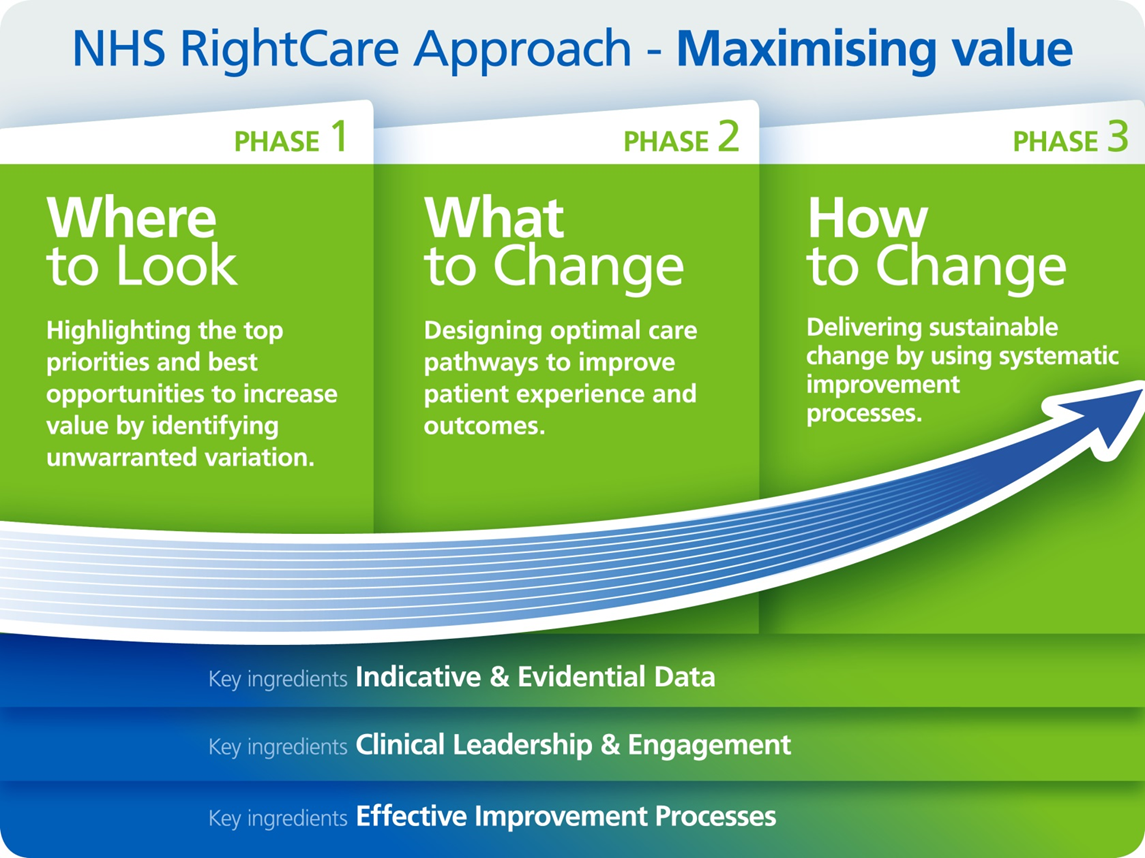 NHS RightCare Approach - Maximising value
PHASE 1
Where
to Look
Highlighting the top
priorities and best
opportunities to increase
value by identifying
unwarranted variation.
PHASE 2
What
to Change
Designing optimal care
pathways to improve
patient experience and
outcomes.
PHASE 3
How
to Change
Delivering sustainable
change by using systematic
improvement
processes.
Key ingredients Indicative & Evidential Data
Key ingredients Clinical Leadership & Engagement
Key ingredients Effective Improvement Processes